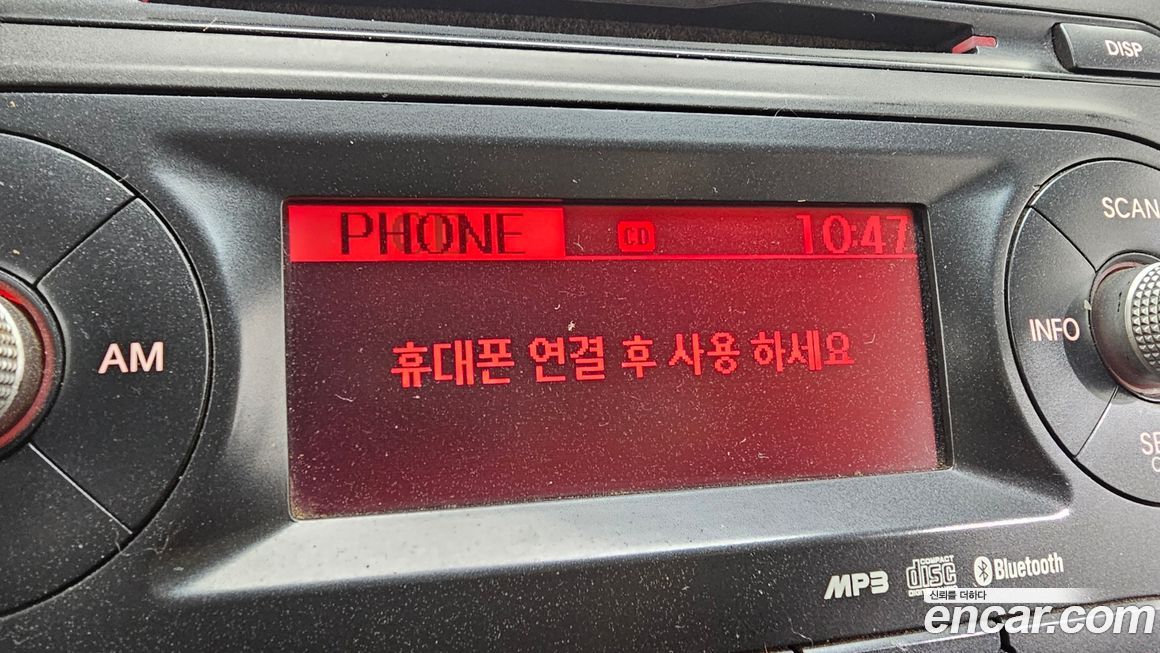 DISP
PHONE CD 10:47
SCAN
AM
INFO
휴대폰 연결 후 사용 하세요
MP3
COMPACT
disc
Bluetooth
신뢰를 더하다
encar.com